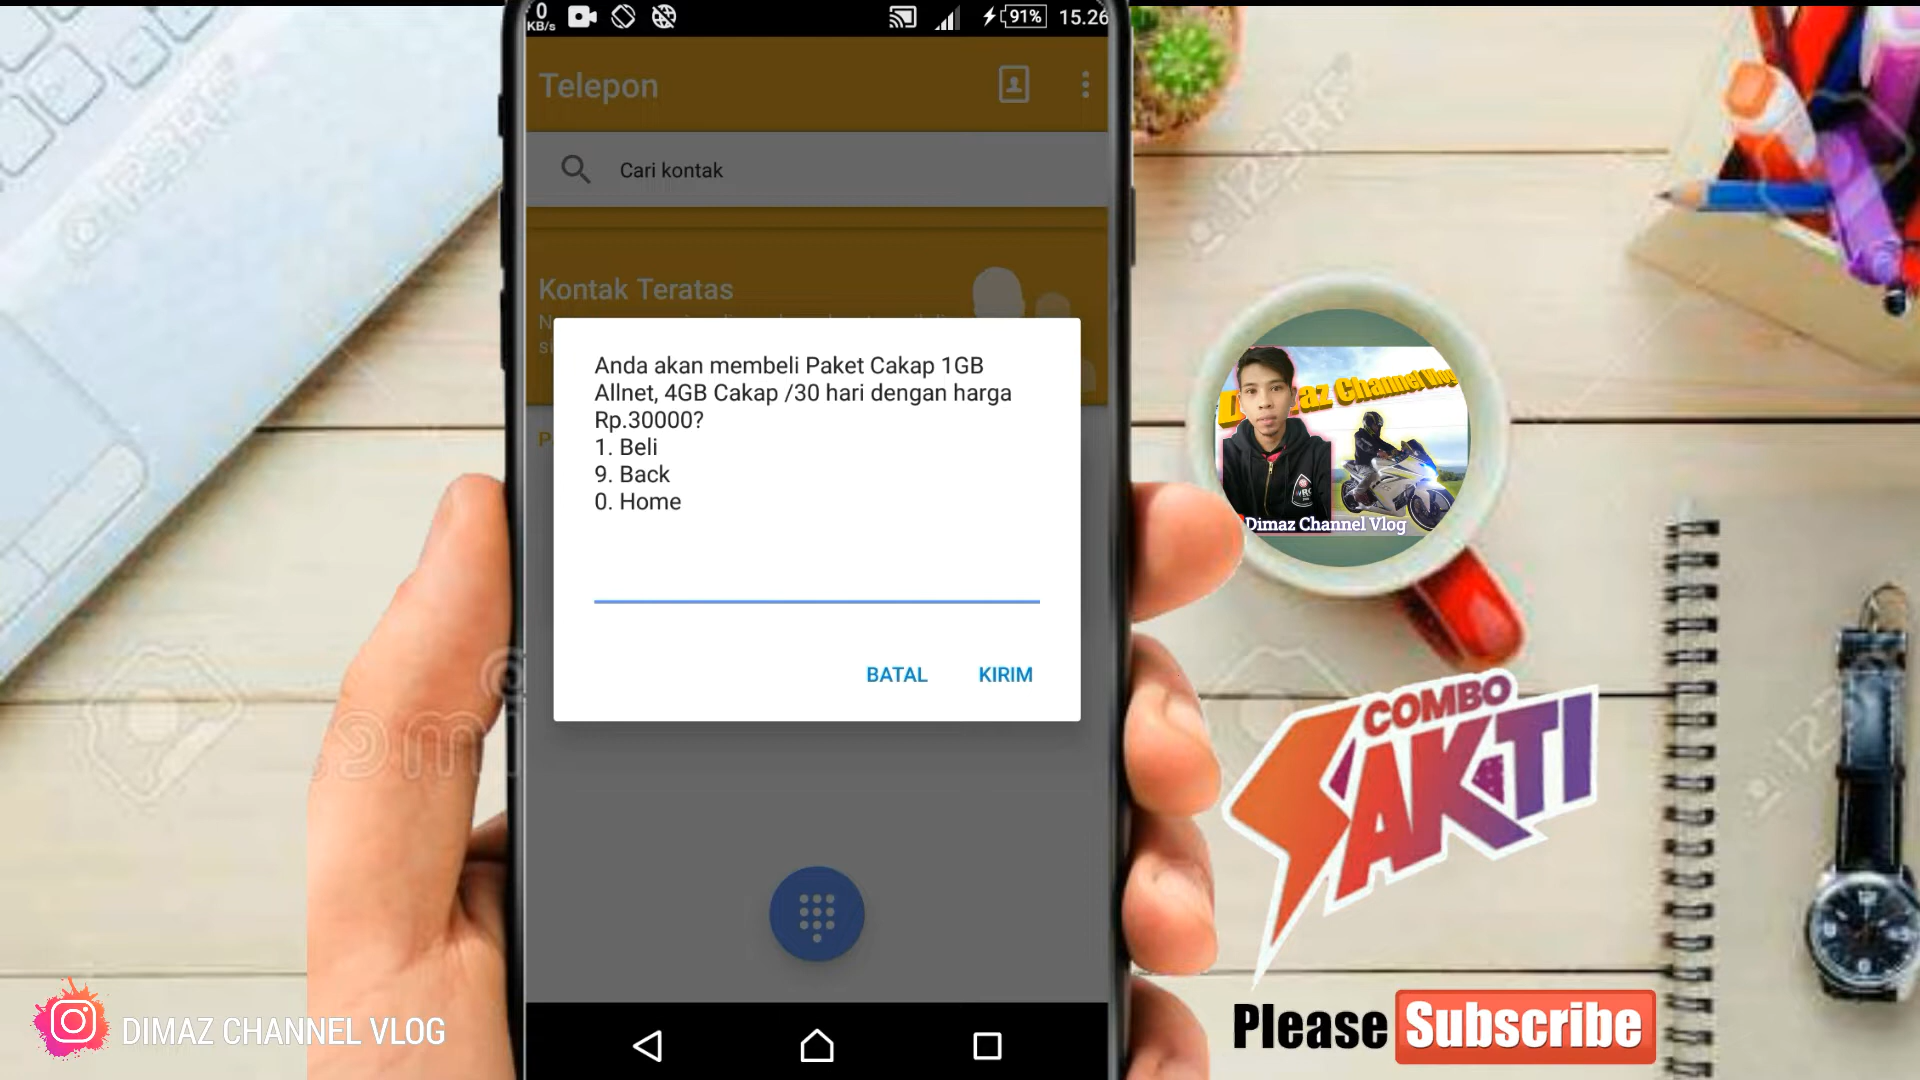 0
KB/s
91%
15.26
Telepon
Cari kontak
Kontak Teratas
Anda akan membeli Paket Cakap 1GB
Allnet, 4GB Cakap /30 hari dengan harga
Rp.30000?
1. Beli
9. Back
0. Home
BATAL
KIRIM
Channel Vlog
Dimaz Channel Vlog
COMBO
SAKTI
Please Subscribe
DIMAZ CHANNEL VLOG